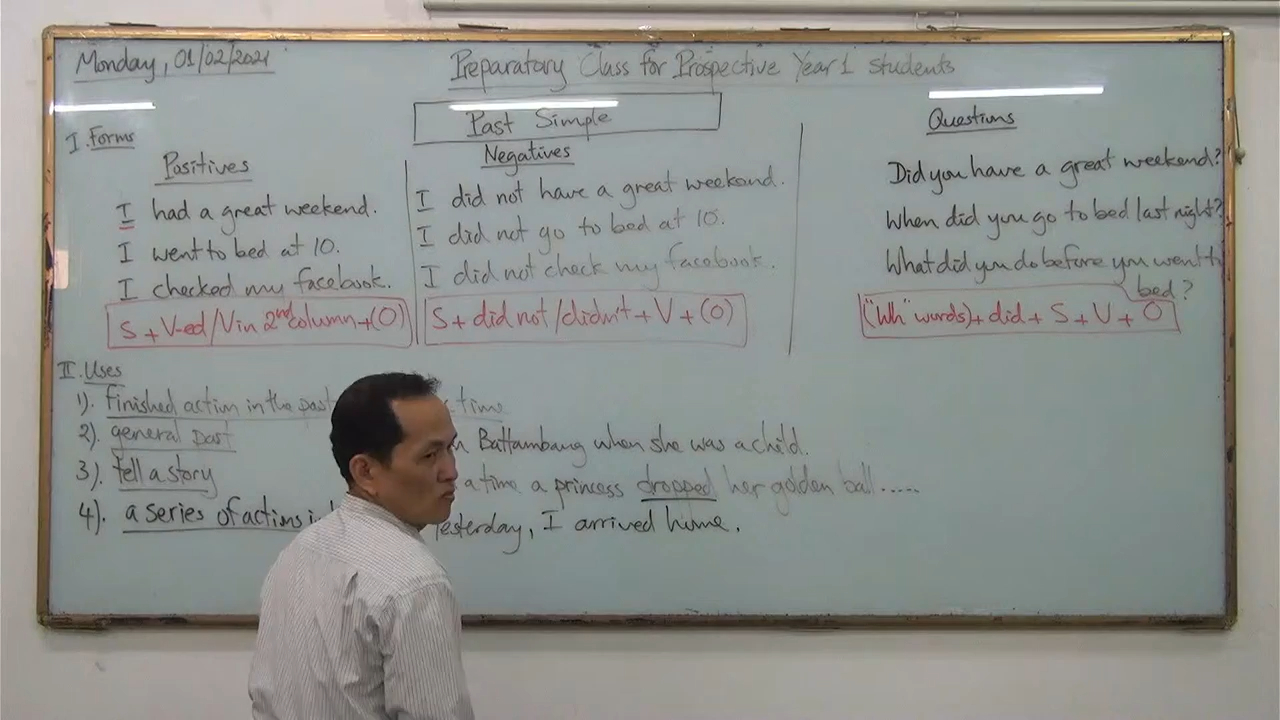 Monday, 01/02/2021
Preparatory Class for Prospective Year 1 students
Past Simple
I. Forms
Positives
I had a great weekend.
I went to bed at 10.
I checked my facebook.
S + V-ed/V in 2nd column + (O)
Negatives
I did not have a great weekend.
I did not go to bed at 10.
I did not check my facebook.
S + did not/didn't + V + (O)
Questions
Did you have a great weekend?
When did you go to bed last night?
What did you do before you went to
bed?
("Wh" words) + did + S + V + O
II. Uses
1). Finished action in the past time
2). general past Battambang when she was a child.
3). tell a story a time a princess dropped her golden ball.....
4). a series of actions Yesterday, I arrived home.